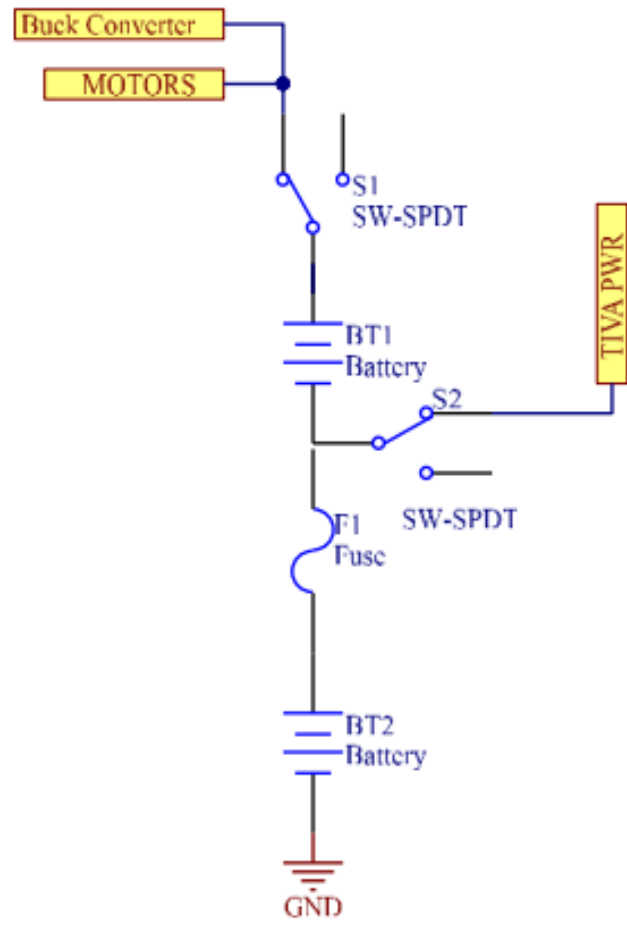 Buck Converter
MOTORS
S1
SW-SPDT
TIVA PWR
BT1
Battery
S2
SW-SPDT
F1
Fuse
BT2
Battery
GND